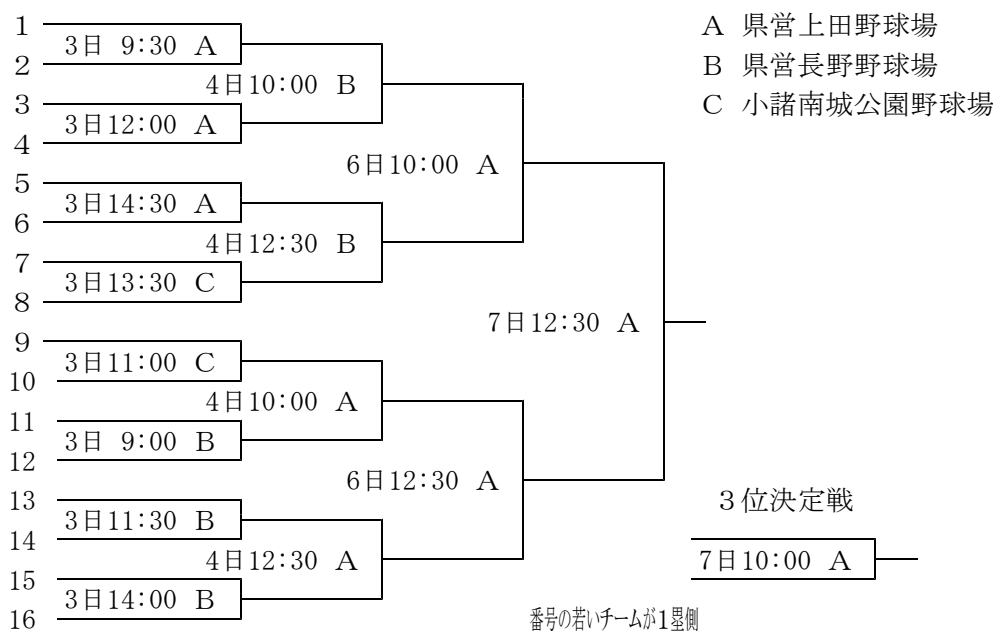 1
3日 9:30 A
2
4日10:00 B
3
3日12:00 A
4
6日10:00 A
5
3日14:30 A
6
4日12:30 B
7
3日13:30 C
8
7日12:30 A
9
3日11:00 C
10
4日10:00 A
11
3日 9:00 B
12
6日12:30 A
13
3日11:30 B
14
4日12:30 A
15
3日14:00 B
16
A 県営上田野球場
B 県営長野野球場
C 小諸南城公園野球場
3位決定戦
7日10:00 A
番号の若いチームが1塁側